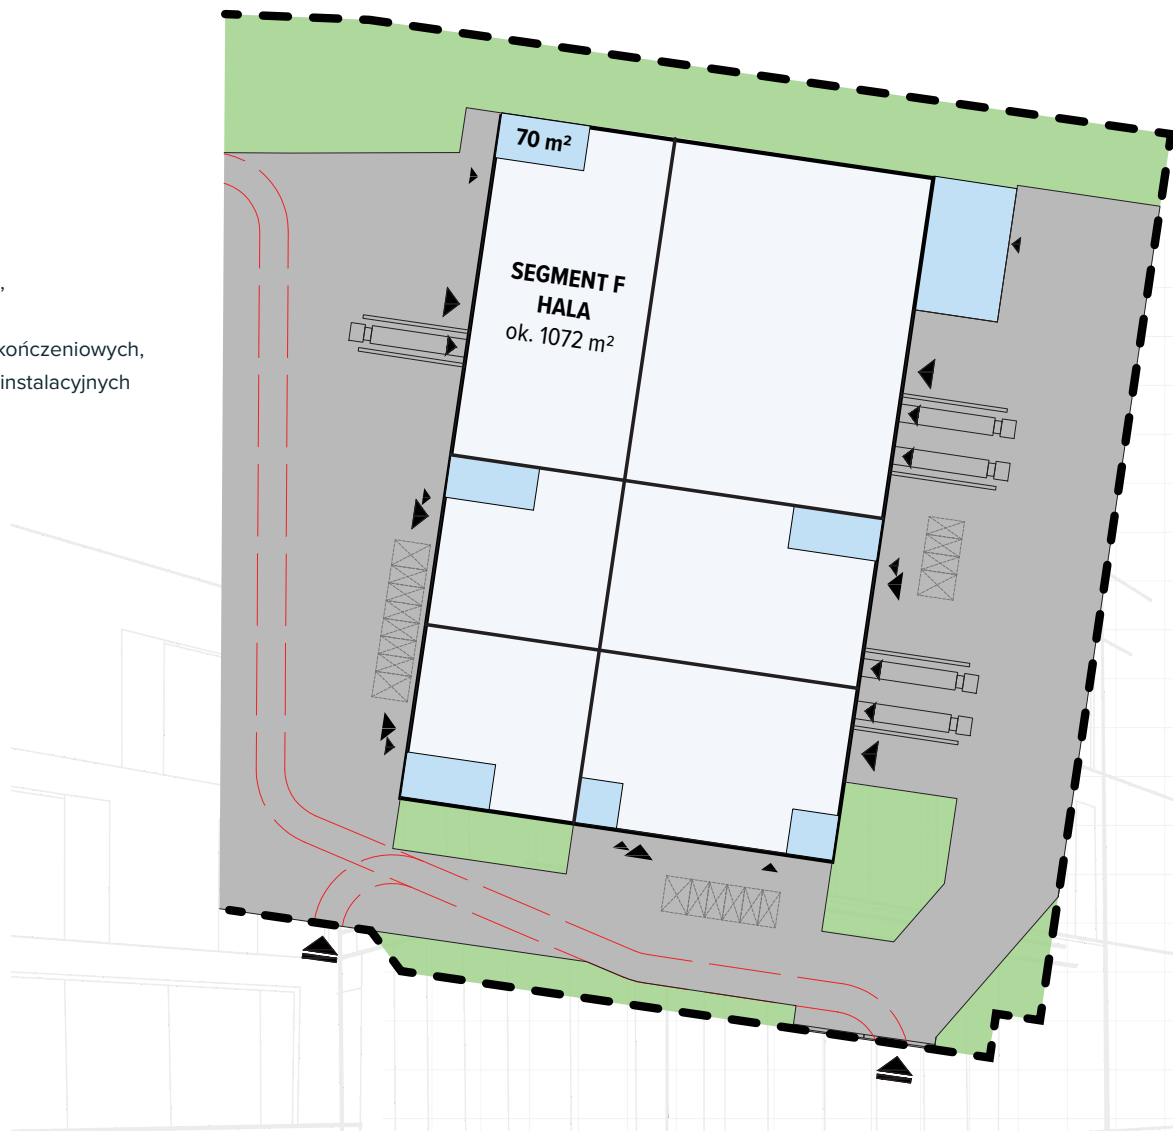 ,
kończeniowych,
instalacyjnych
70 m²
SEGMENT F
HALA
ok. 1072 m²